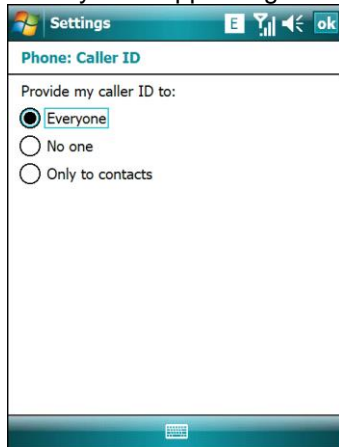 Settings
E
ok
Phone: Caller ID
Provide my caller ID to:
Everyone
No one
Only to contacts